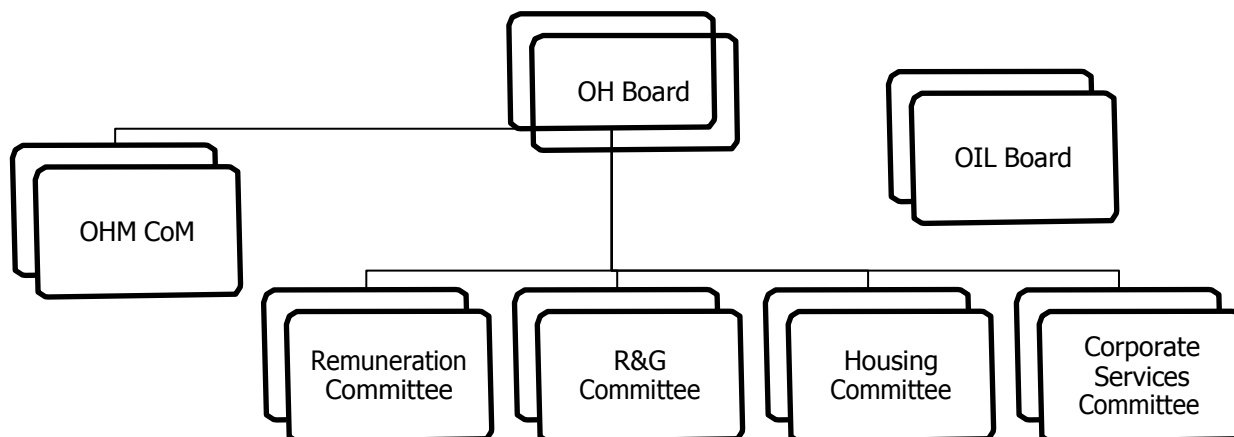 OH Board
OIL Board
OHM CoM
Remuneration
Committee
R&G
Committee
Housing
Committee
Corporate
Services
Committee